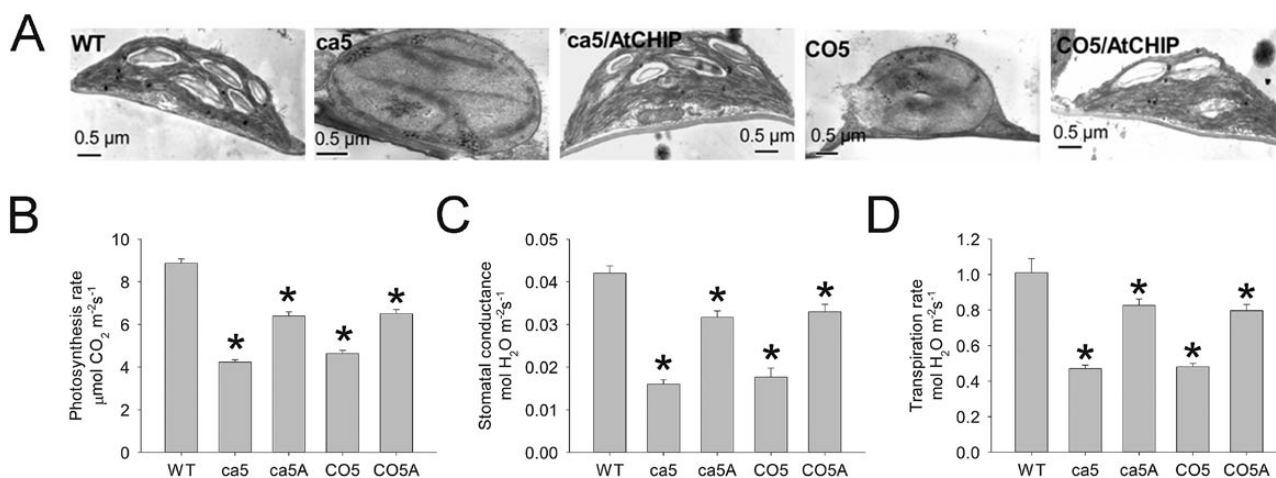 A
WT
0.5 µm
ca5
0.5 µm
ca5/AtCHIP
0.5 µm
CO5
0.5 µm
CO5/AtCHIP
0.5 µm
B
Photosynthesis rate
µmol CO₂ m⁻²s⁻¹
10
8
6
4
2
0
*
*
*
*
WT ca5 ca5A CO5 CO5A
C
Stomatal conductance
mol H₂O m⁻²s⁻¹
0.05
0.04
0.03
0.02
0.01
0.00
*
*
*
*
WT ca5 ca5A CO5 CO5A
D
Transpiration rate
mol H₂O m⁻²s⁻¹
1.2
1.0
0.8
0.6
0.4
0.2
0.0
*
*
*
*
WT ca5 ca5A CO5 CO5A